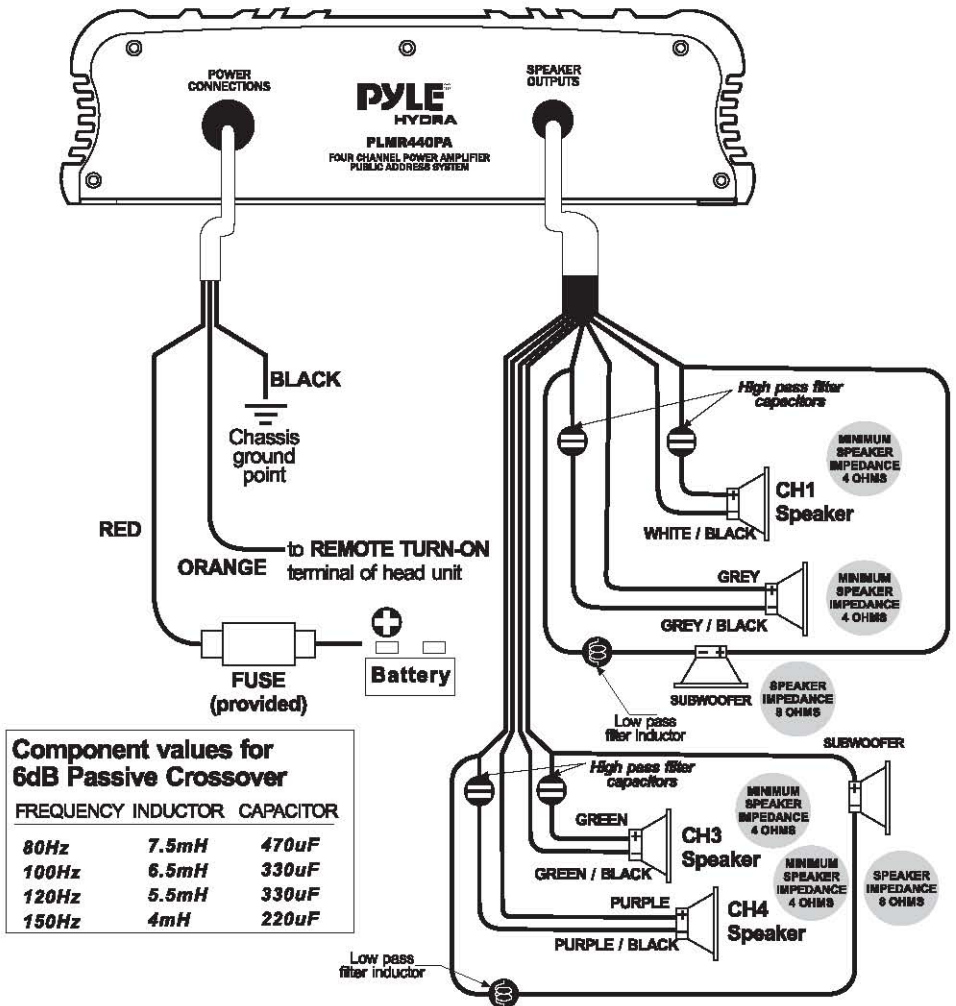 POWER
CONNECTIONS
SPEAKER
OUTPUTS
PYLE
HYDRA
PLMR440PA
FOUR CHANNEL POWER AMPLIFIER
PUBLIC ADDRESS SYSTEM
BLACK
Chassis
ground
point
RED
ORANGE
to REMOTE TURN-ON
terminal of head unit
FUSE
(provided)
Battery
High pass filter
capacitors
MINIMUM
SPEAKER
IMPEDANCE
4 OHMS
CH1
Speaker
WHITE / BLACK
GREY
GREY / BLACK
MINIMUM
SPEAKER
IMPEDANCE
4 OHMS
SUBWOOFER
SPEAKER
IMPEDANCE
8 OHMS
Low pass
filter inductor
SUBWOOFER
High pass filter
capacitors
MINIMUM
SPEAKER
IMPEDANCE
4 OHMS
GREEN
CH3
Speaker
GREEN / BLACK
MINIMUM
SPEAKER
IMPEDANCE
4 OHMS
SPEAKER
IMPEDANCE
8 OHMS
PURPLE
CH4
Speaker
PURPLE / BLACK
Low pass
filter inductor
Component values for
6dB Passive Crossover
FREQUENCY INDUCTOR CAPACITOR
80Hz 7.5mH 470uF
100Hz 6.5mH 330uF
120Hz 5.5mH 330uF
150Hz 4mH 220uF